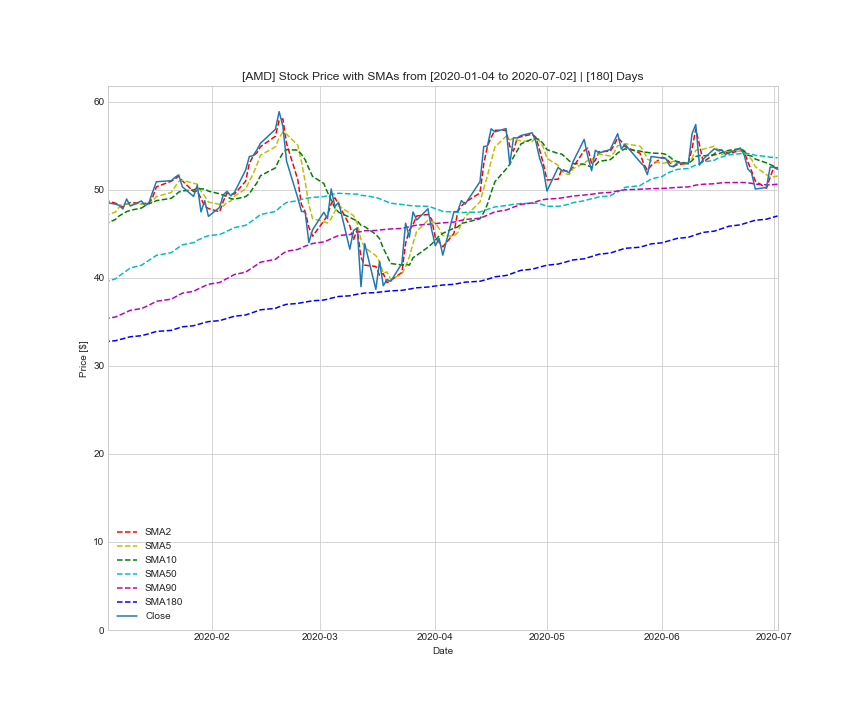 [AMD] Stock Price with SMAs from [2020-01-04 to 2020-07-02] | [180] Days
60
50
40
30
20
10
0
Price [$]
SMA2
SMA5
SMA10
SMA50
SMA90
SMA180
Close
2020-02 2020-03 2020-04 2020-05 2020-06 2020-07
Date